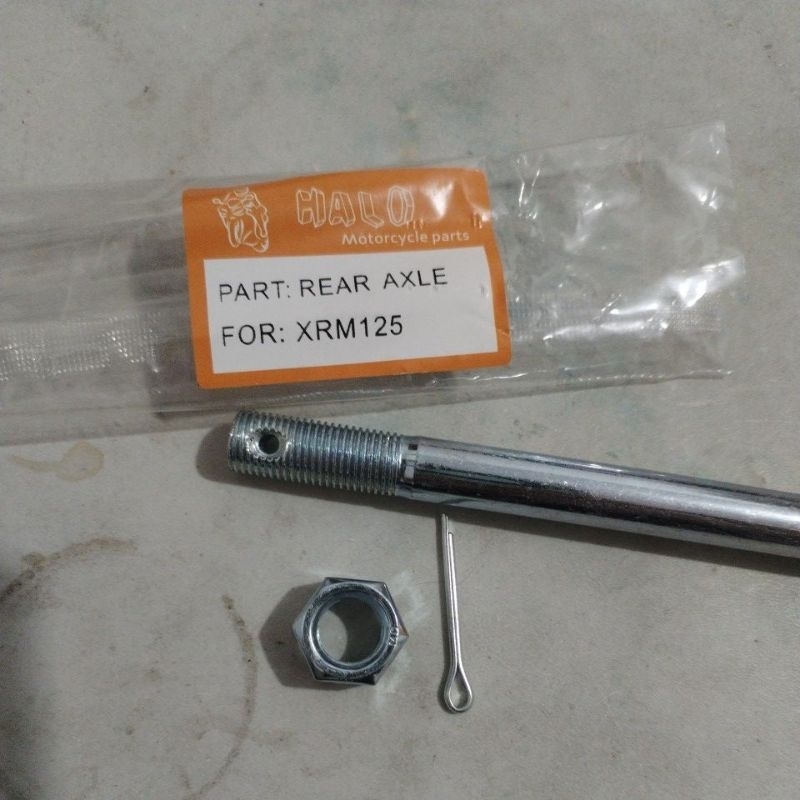 HALO
Motorcycle parts
PART: REAR AXLE
FOR: XRM125